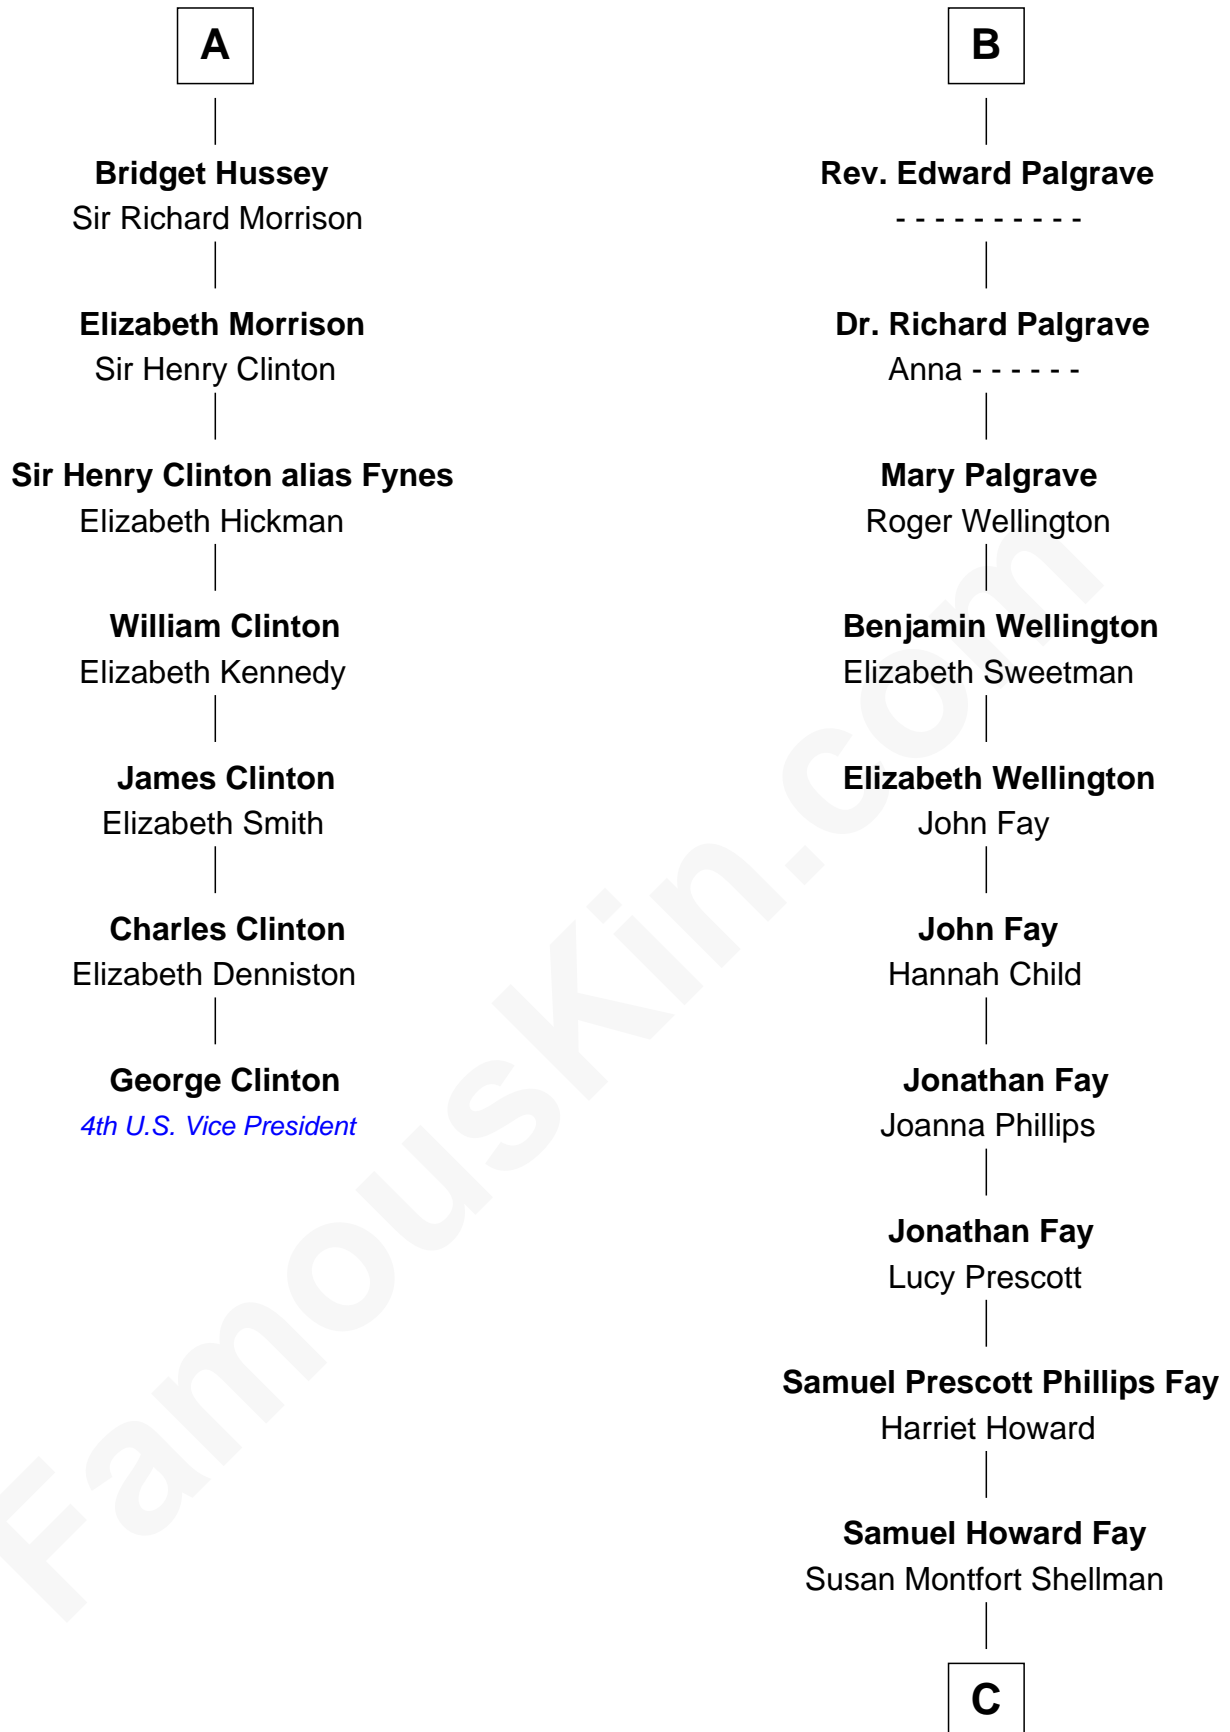 A
Bridget Hussey
Sir Richard Morrison
Elizabeth Morrison
Sir Henry Clinton
Sir Henry Clinton alias Fynes
Elizabeth Hickman
William Clinton
Elizabeth Kennedy
James Clinton
Elizabeth Smith
Charles Clinton
Elizabeth Denniston
George Clinton
4th U.S. Vice President
B
Rev. Edward Palgrave
- - - - - - - - - -
Dr. Richard Palgrave
Anna - - - - - -
Mary Palgrave
Roger Wellington
Benjamin Wellington
Elizabeth Sweetman
Elizabeth Wellington
John Fay
John Fay
Hannah Child
Jonathan Fay
Joanna Phillips
Jonathan Fay
Lucy Prescott
Samuel Prescott Phillips Fay
Harriet Howard
Samuel Howard Fay
Susan Montfort Shellman
C
FamousKin.com